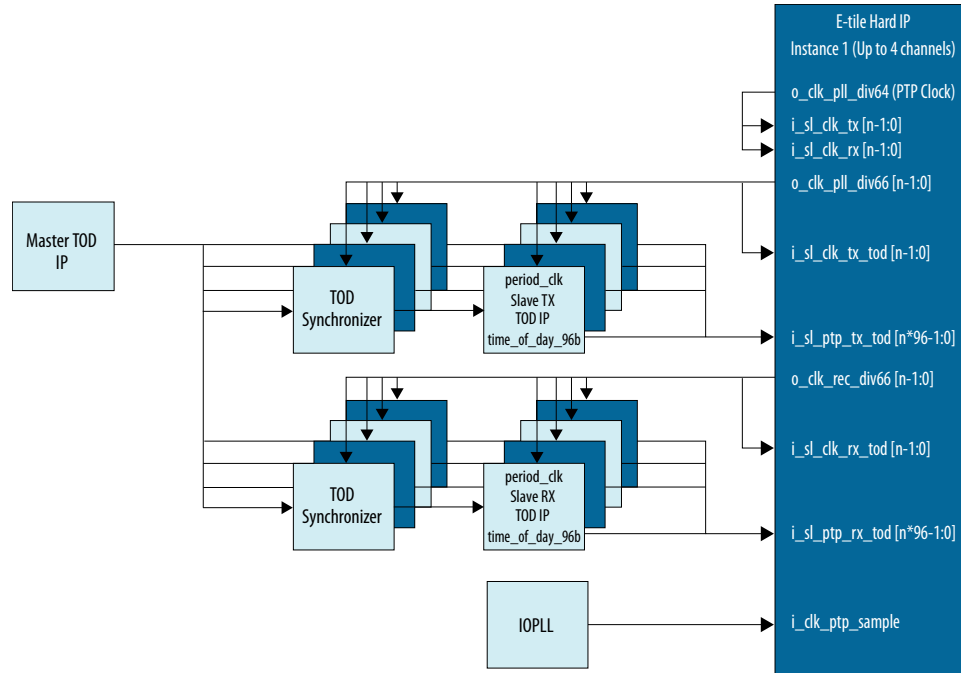 E-tile Hard IP
Instance 1 (Up to 4 channels)
o_clk_pll_div64 (PTP Clock)
i_sl_clk_tx [n-1:0]
i_sl_clk_rx [n-1:0]
o_clk_pll_div66 [n-1:0]
i_sl_clk_tx_tod [n-1:0]
i_sl_ptp_tx_tod [n*96-1:0]
o_clk_rec_div66 [n-1:0]
i_sl_clk_rx_tod [n-1:0]
i_sl_ptp_rx_tod [n*96-1:0]
i_clk_ptp_sample
Master TOD
IP
TOD
Synchronizer
period_clk
Slave TX
TOD IP
time_of_day_96b
TOD
Synchronizer
period_clk
Slave RX
TOD IP
time_of_day_96b
IOPLL